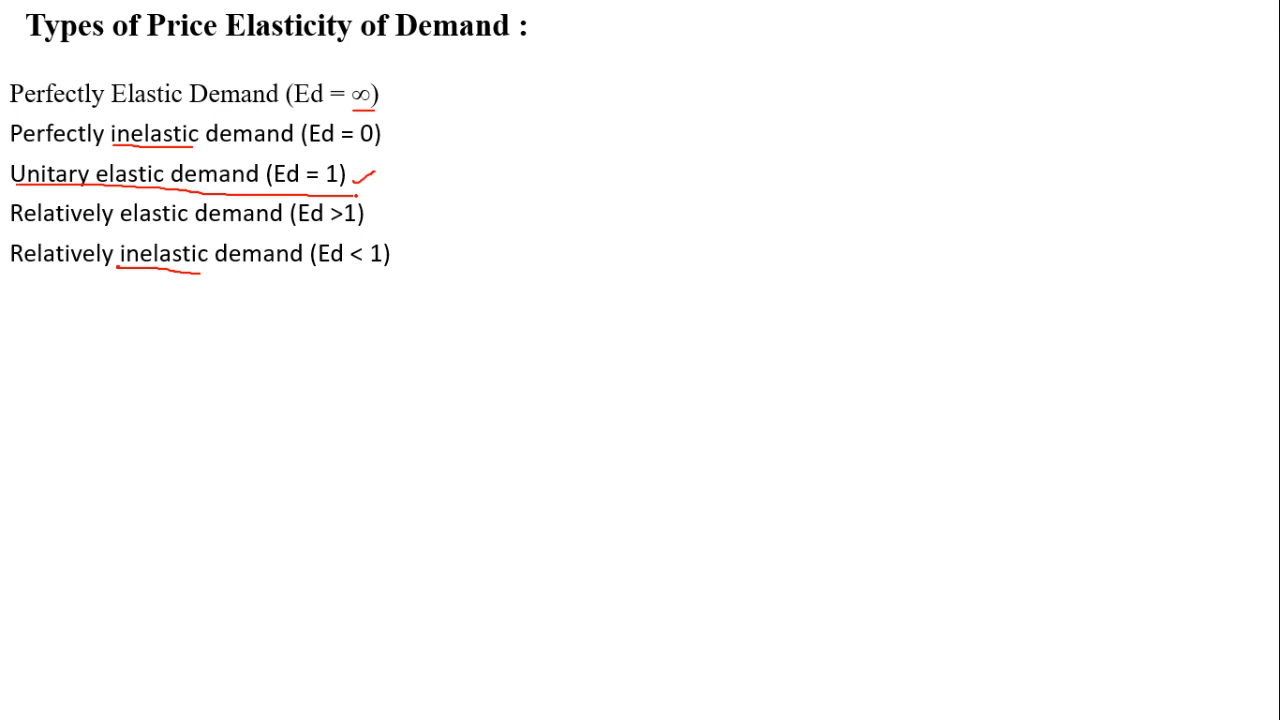 Types of Price Elasticity of Demand :
Perfectly Elastic Demand (Ed = ∞)
Perfectly inelastic demand (Ed = 0)
Unitary elastic demand (Ed = 1)
Relatively elastic demand (Ed >1)
Relatively inelastic demand (Ed < 1)